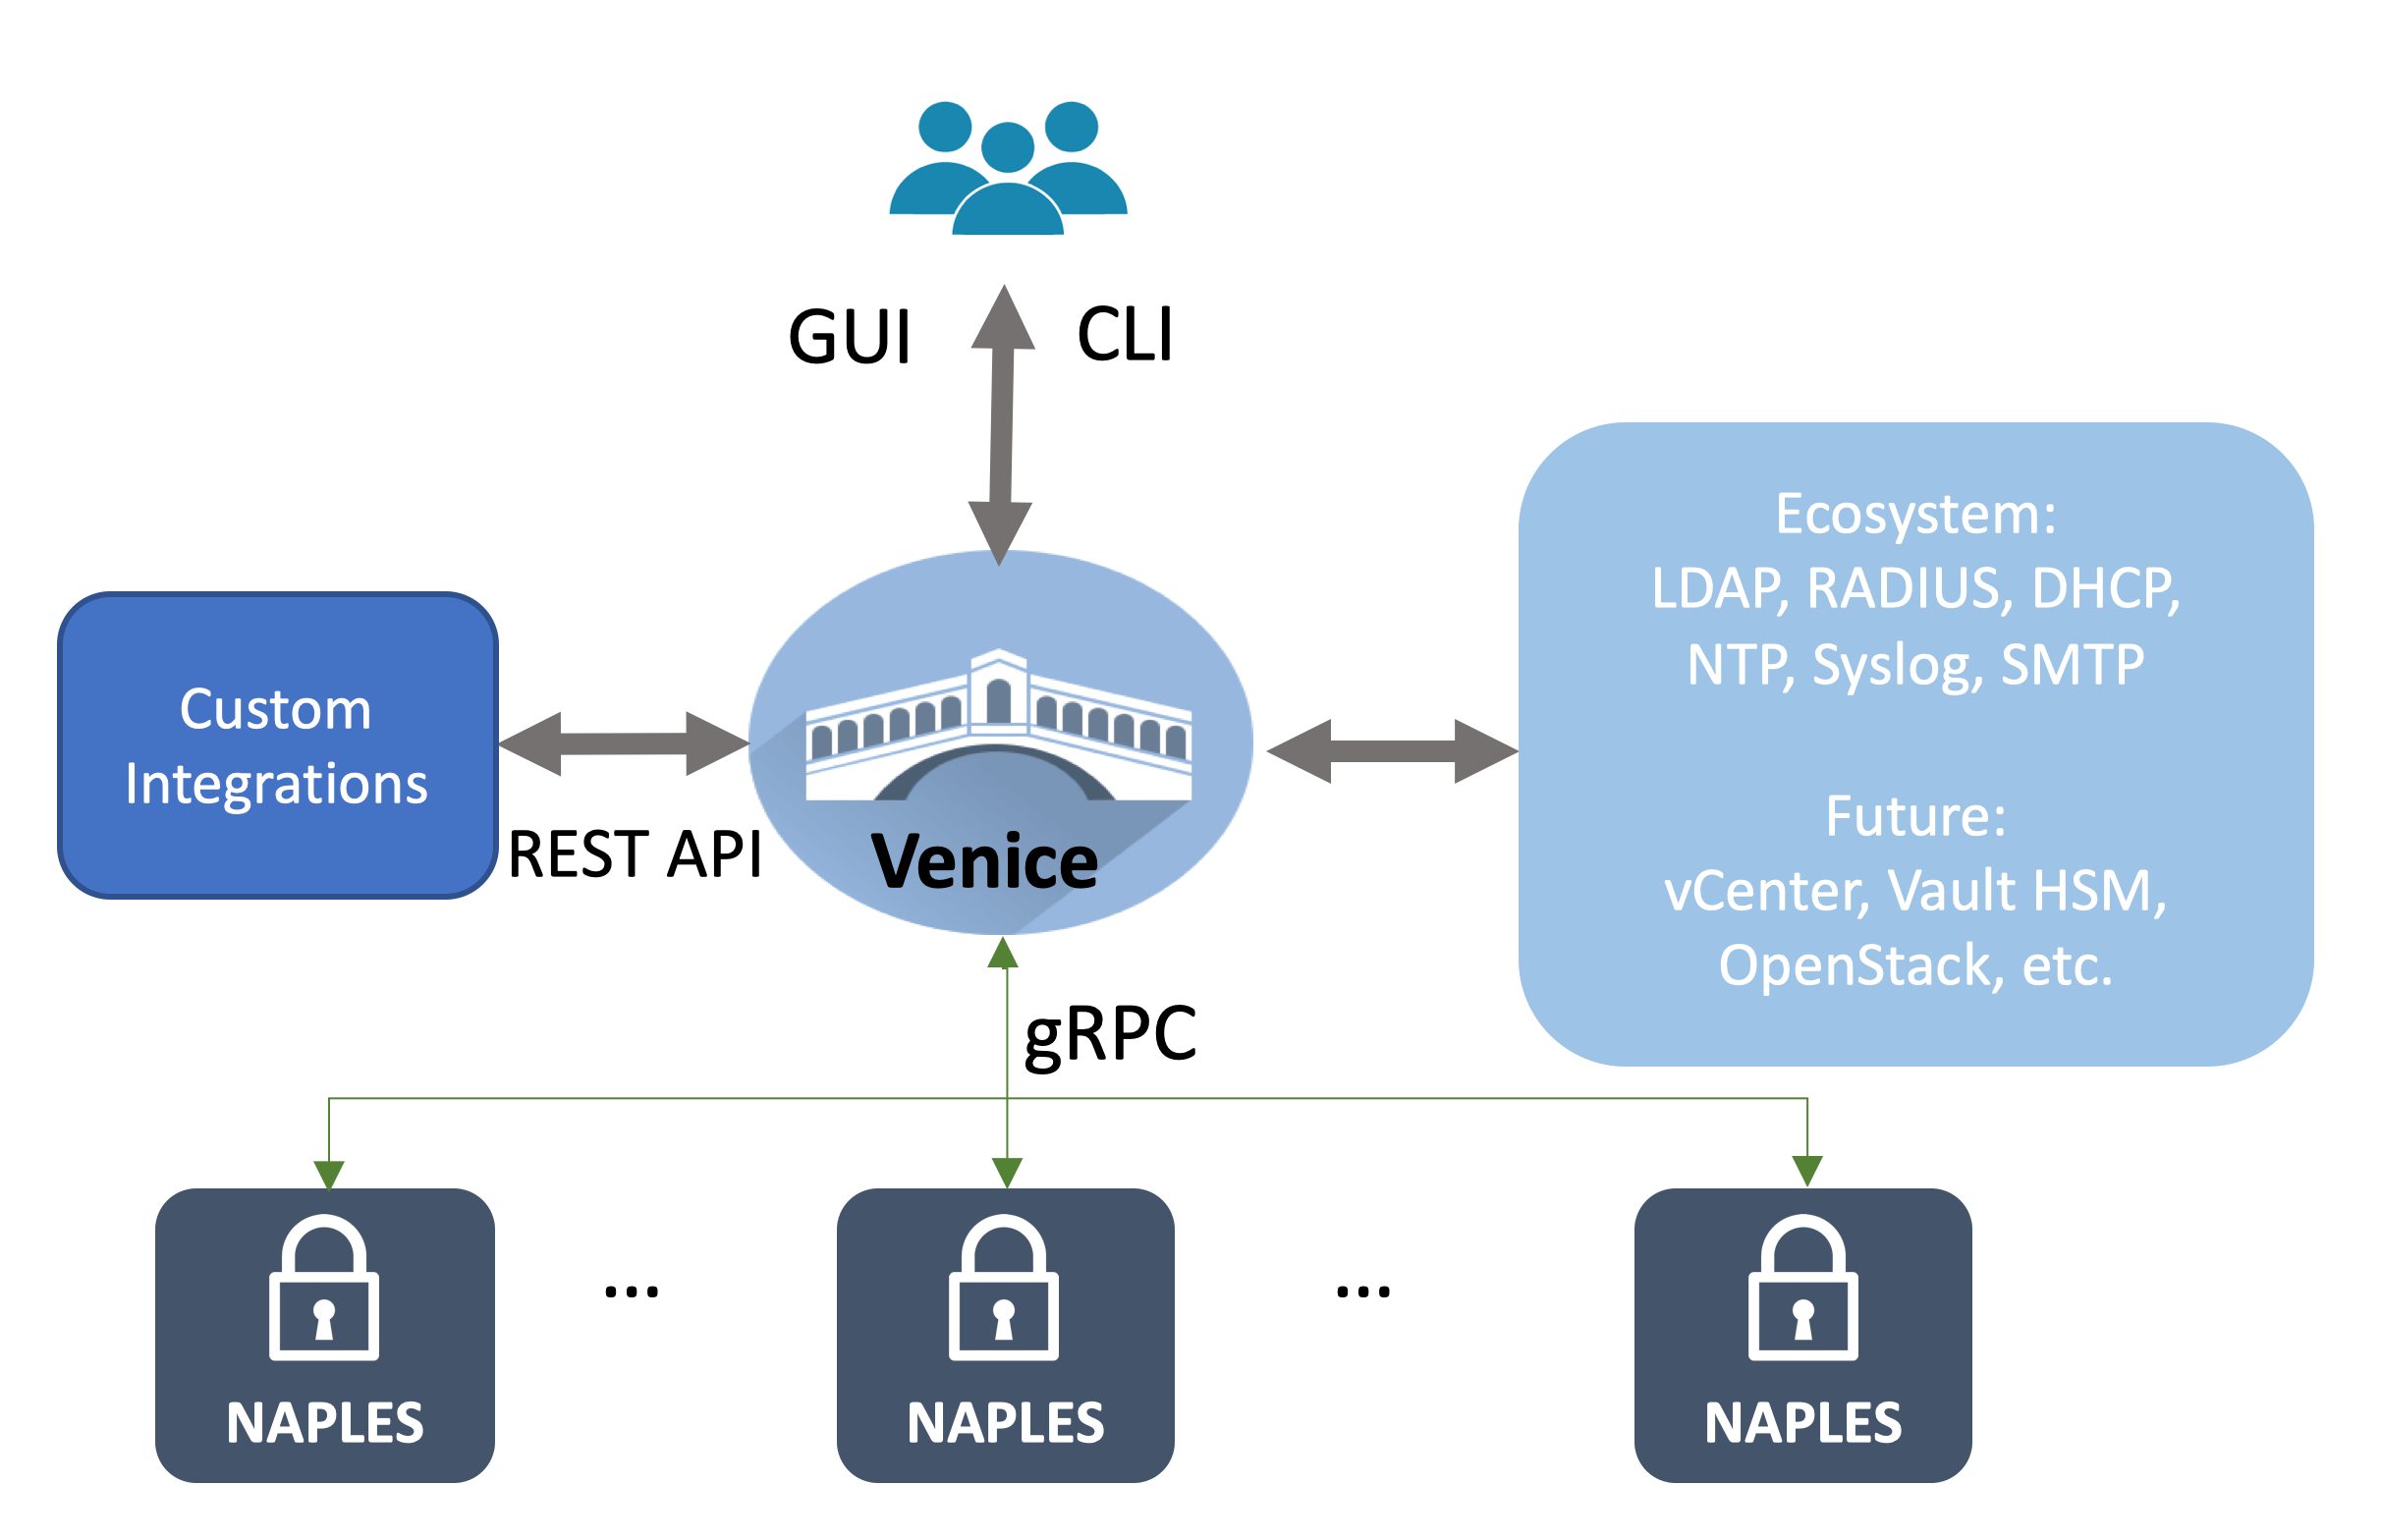 GUI
CLI
Custom
Integrations
REST API
Venice
Ecosystem:
LDAP, RADIUS, DHCP,
NTP, Sylog, SMTP
Future:
vCenter, Vault HSM,
OpenStack, etc.
gRPC
NAPLES
...
NAPLES
...
NAPLES